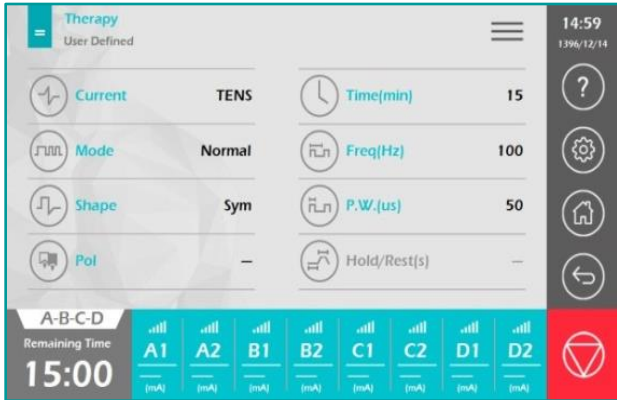 Therapy
User Defined
14:59
1396/12/14
Current TENS
Time(min) 15
Mode Normal
Freq(Hz) 100
Shape Sym
P.W.(us) 50
Pol –
Hold/Rest(s) –
A-B-C-D
Remaining Time
15:00
A1 A2 B1 B2 C1 C2 D1 D2
(mA) (mA) (mA) (mA) (mA) (mA) (mA) (mA)
?